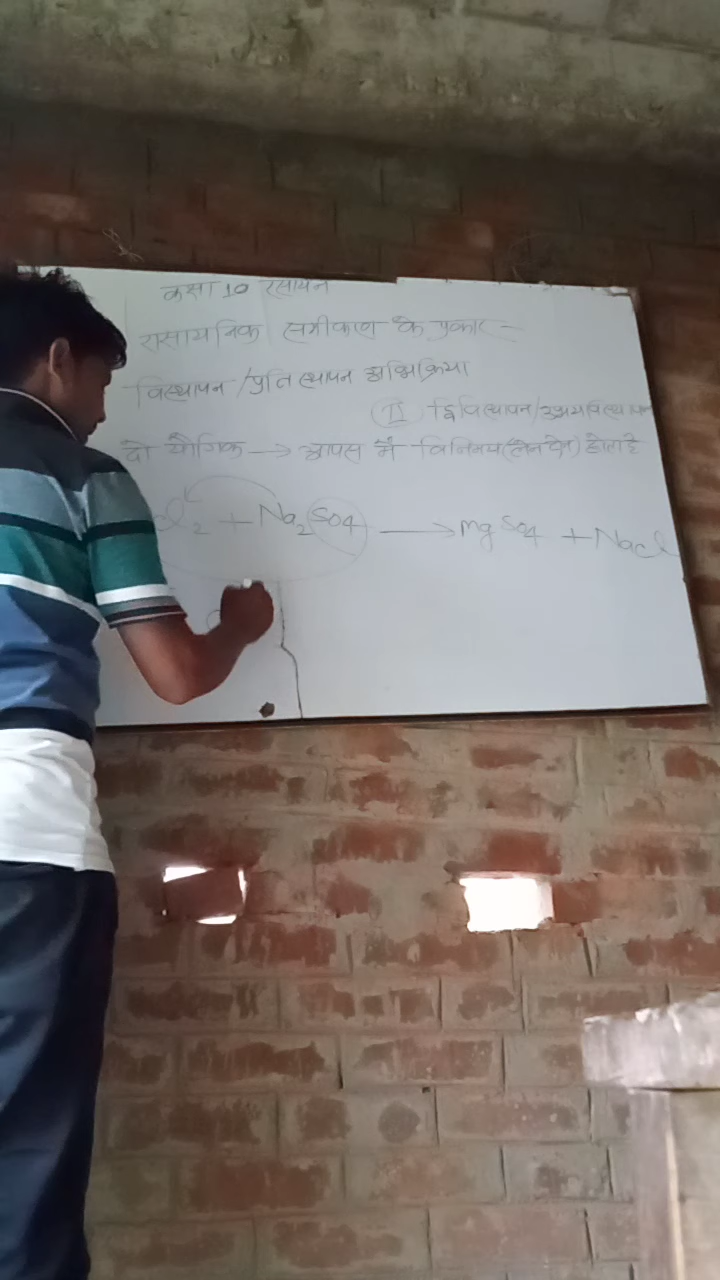 कक्षा 10 रसायन
रासायनिक समीकरण के प्रकार -
विस्थापन / प्रतिस्थापन अभिक्रिया
II द्विविस्थापन/उभयविस्थापन
दो यौगिक → आपस में विनिमय(लेन देन) होता है
Cl₂ + Na₂SO₄ → MgSO₄ + NaCl